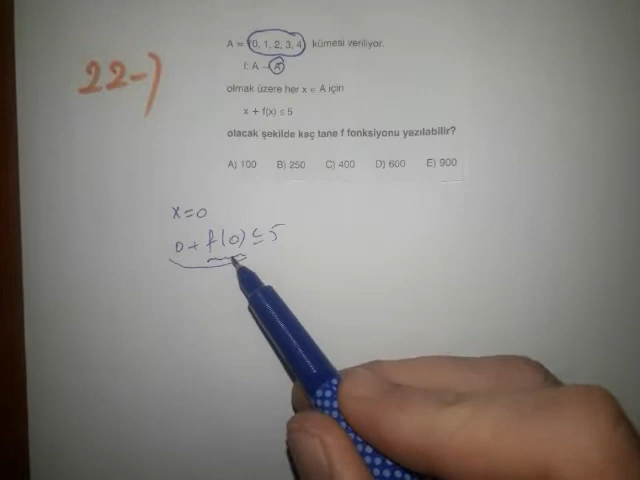 22-)
A = {0, 1, 2, 3, 4} kümesi veriliyor.
f: A → A
olmak üzere her x ∈ A için
x + f(x) ≤ 5
olacak şekilde kaç tane f fonksiyonu yazılabilir?
A) 100 B) 250 C) 400 D) 600 E) 900
x=0
0+f(0)≤5